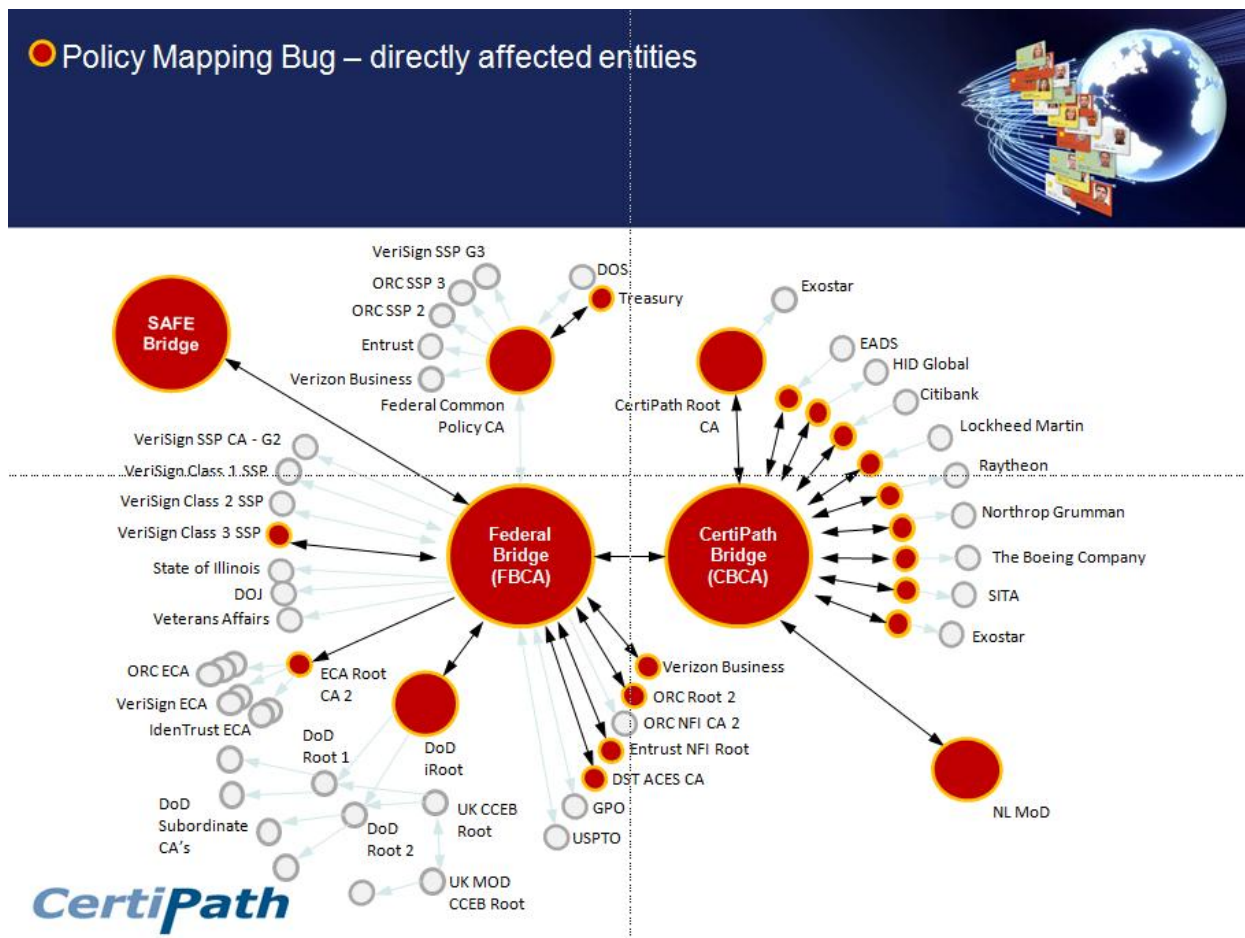 Policy Mapping Bug – directly affected entities
VeriSign SSP G3
ORC SSP 3
ORC SSP 2
Entrust
Verizon Business
Federal Common
Policy CA
DOS
Treasury
SAFE
Bridge
Exostar
CertiPath Root
CA
EADS
HID Global
Citibank
Lockheed Martin
Raytheon
Northrop Grumman
The Boeing Company
SITA
Exostar
VeriSign SSP CA - G2
VeriSign Class 1 SSP
VeriSign Class 2 SSP
VeriSign Class 3 SSP
State of Illinois
DOJ
Veterans Affairs
Federal
Bridge
(FBCA)
CertiPath
Bridge
(CBCA)
ORC ECA
VeriSign ECA
IdenTrust ECA
ECA Root
CA 2
DoD
iRoot
Verizon Business
ORC Root 2
ORC NFI CA 2
Entrust NFI Root
DST ACES CA
GPO
USPTO
NL MoD
DoD
Root 1
DoD
Subordinate
CA's
DoD
Root 2
UK CCEB
Root
UK MOD
CCEB Root
CertiPath